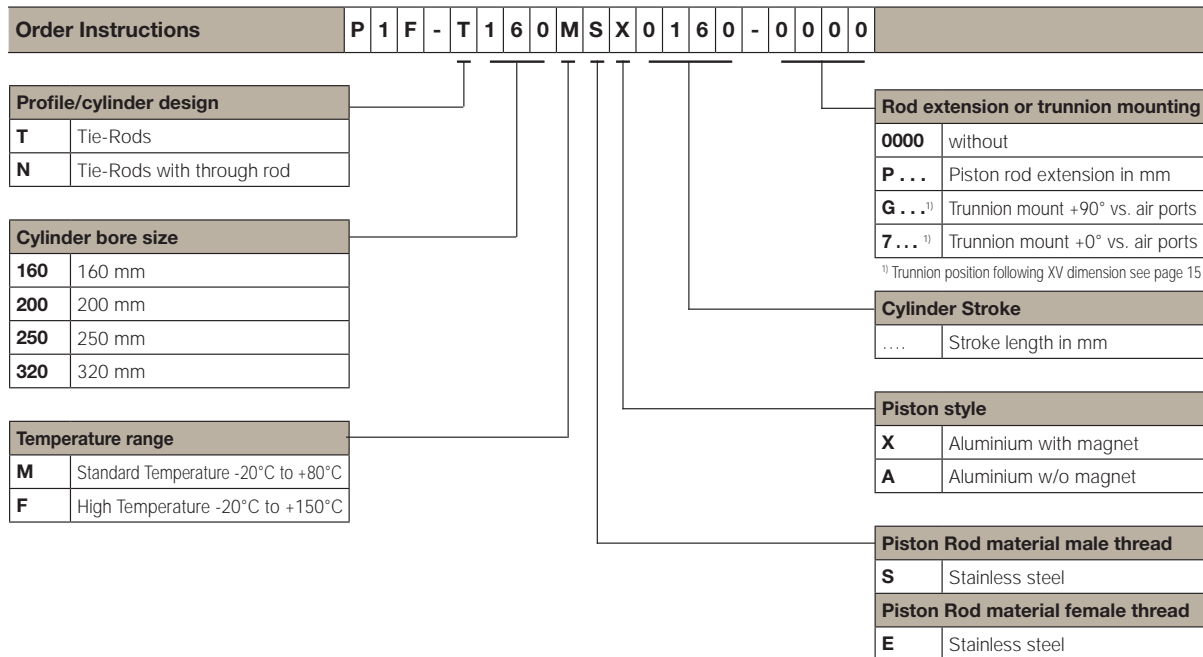 Order Instructions P 1 F - T 1 6 0 M S X 0 1 6 0 - 0 0 0 0
Profile/cylinder design
T Tie-Rods
N Tie-Rods with through rod
Cylinder bore size
160 160 mm
200 200 mm
250 250 mm
320 320 mm
Temperature range
M Standard Temperature -20°C to +80°C
F High Temperature -20°C to +150°C
Rod extension or trunnion mounting
0000 without
P . . . Piston rod extension in mm
G . . . 1) Trunnion mount +90° vs. air ports
7 . . . 1) Trunnion mount +0° vs. air ports
1) Trunnion position following XV dimension see page 15
Cylinder Stroke
.... Stroke length in mm
Piston style
X Aluminium with magnet
A Aluminium w/o magnet
Piston Rod material male thread
S Stainless steel
Piston Rod material female thread
E Stainless steel